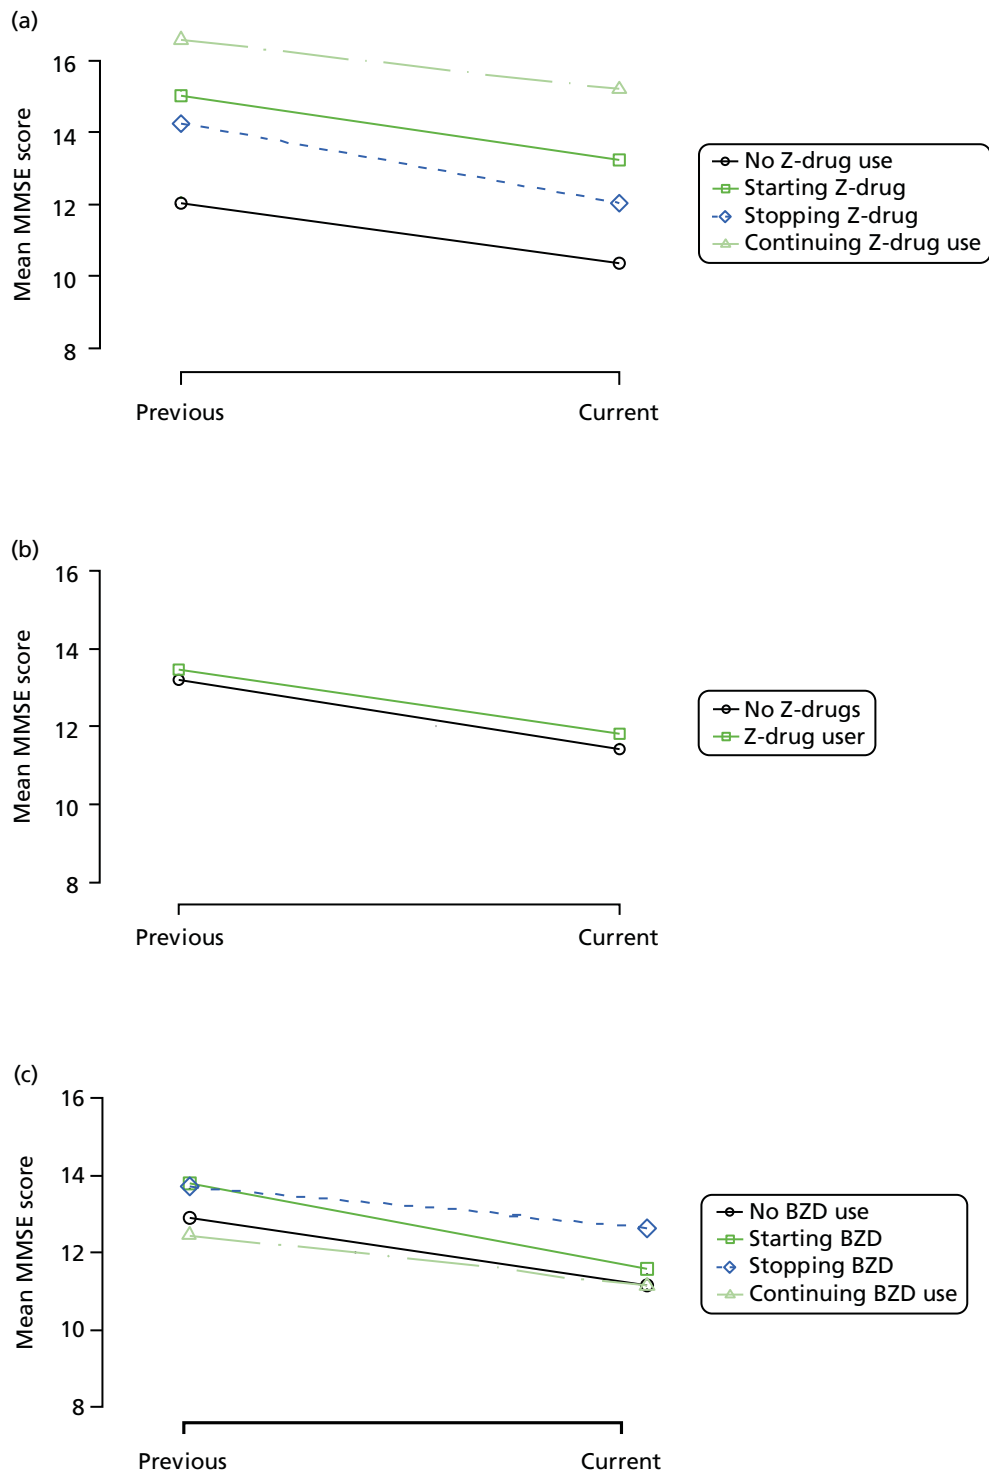 (a)
Mean MMSE score
16
14
12
10
8
Previous
Current
No Z-drug use
Starting Z-drug
Stopping Z-drug
Continuing Z-drug use
(b)
Mean MMSE score
16
14
12
10
8
Previous
Current
No Z-drugs
Z-drug user
(c)
Mean MMSE score
16
14
12
10
8
Previous
Current
No BZD use
Starting BZD
Stopping BZD
Continuing BZD use